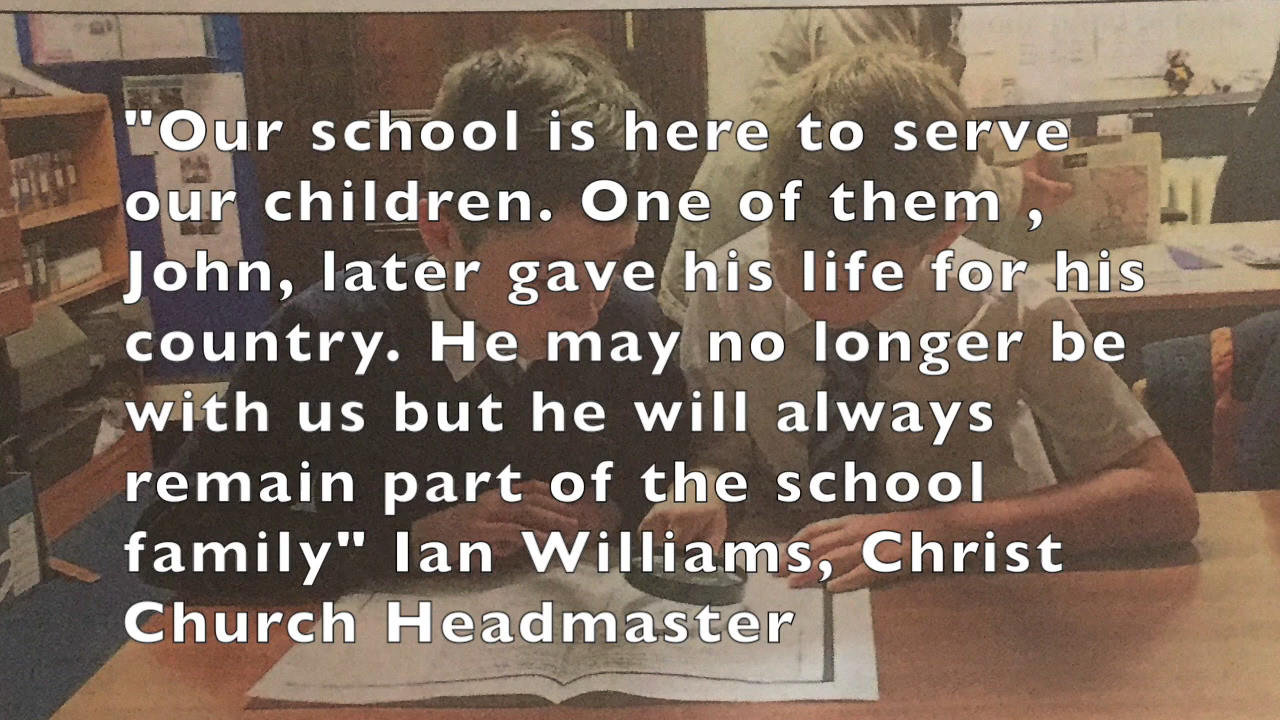 "Our school is here to serve
our children. One of them ,
John, later gave his life for his
country. He may no longer be
with us but he will always
remain part of the school
family" Ian Williams, Christ
Church Headmaster